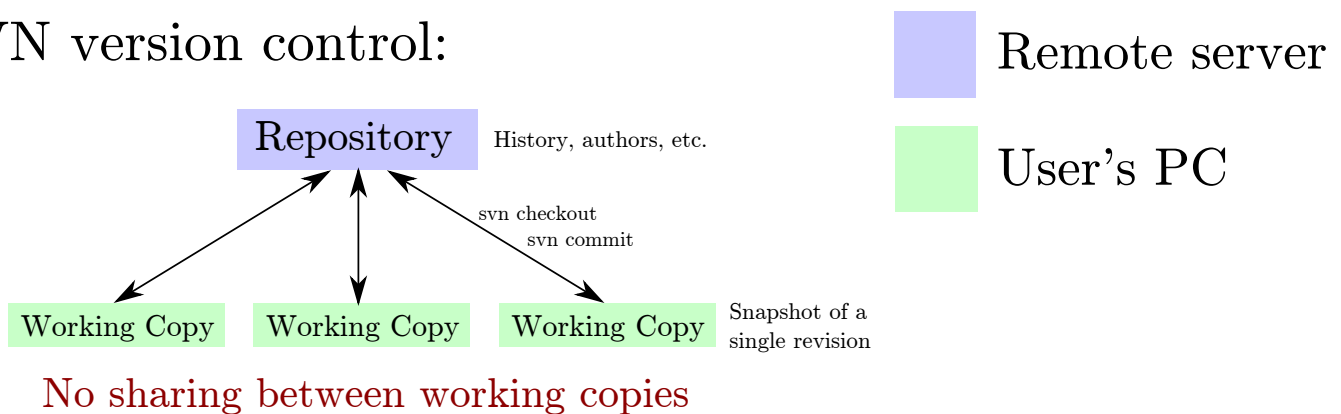 VN version control:
Remote server
Repository
History, authors, etc.
User's PC
svn checkout
svn commit
Working Copy
Working Copy
Working Copy
Snapshot of a
single revision
No sharing between working copies